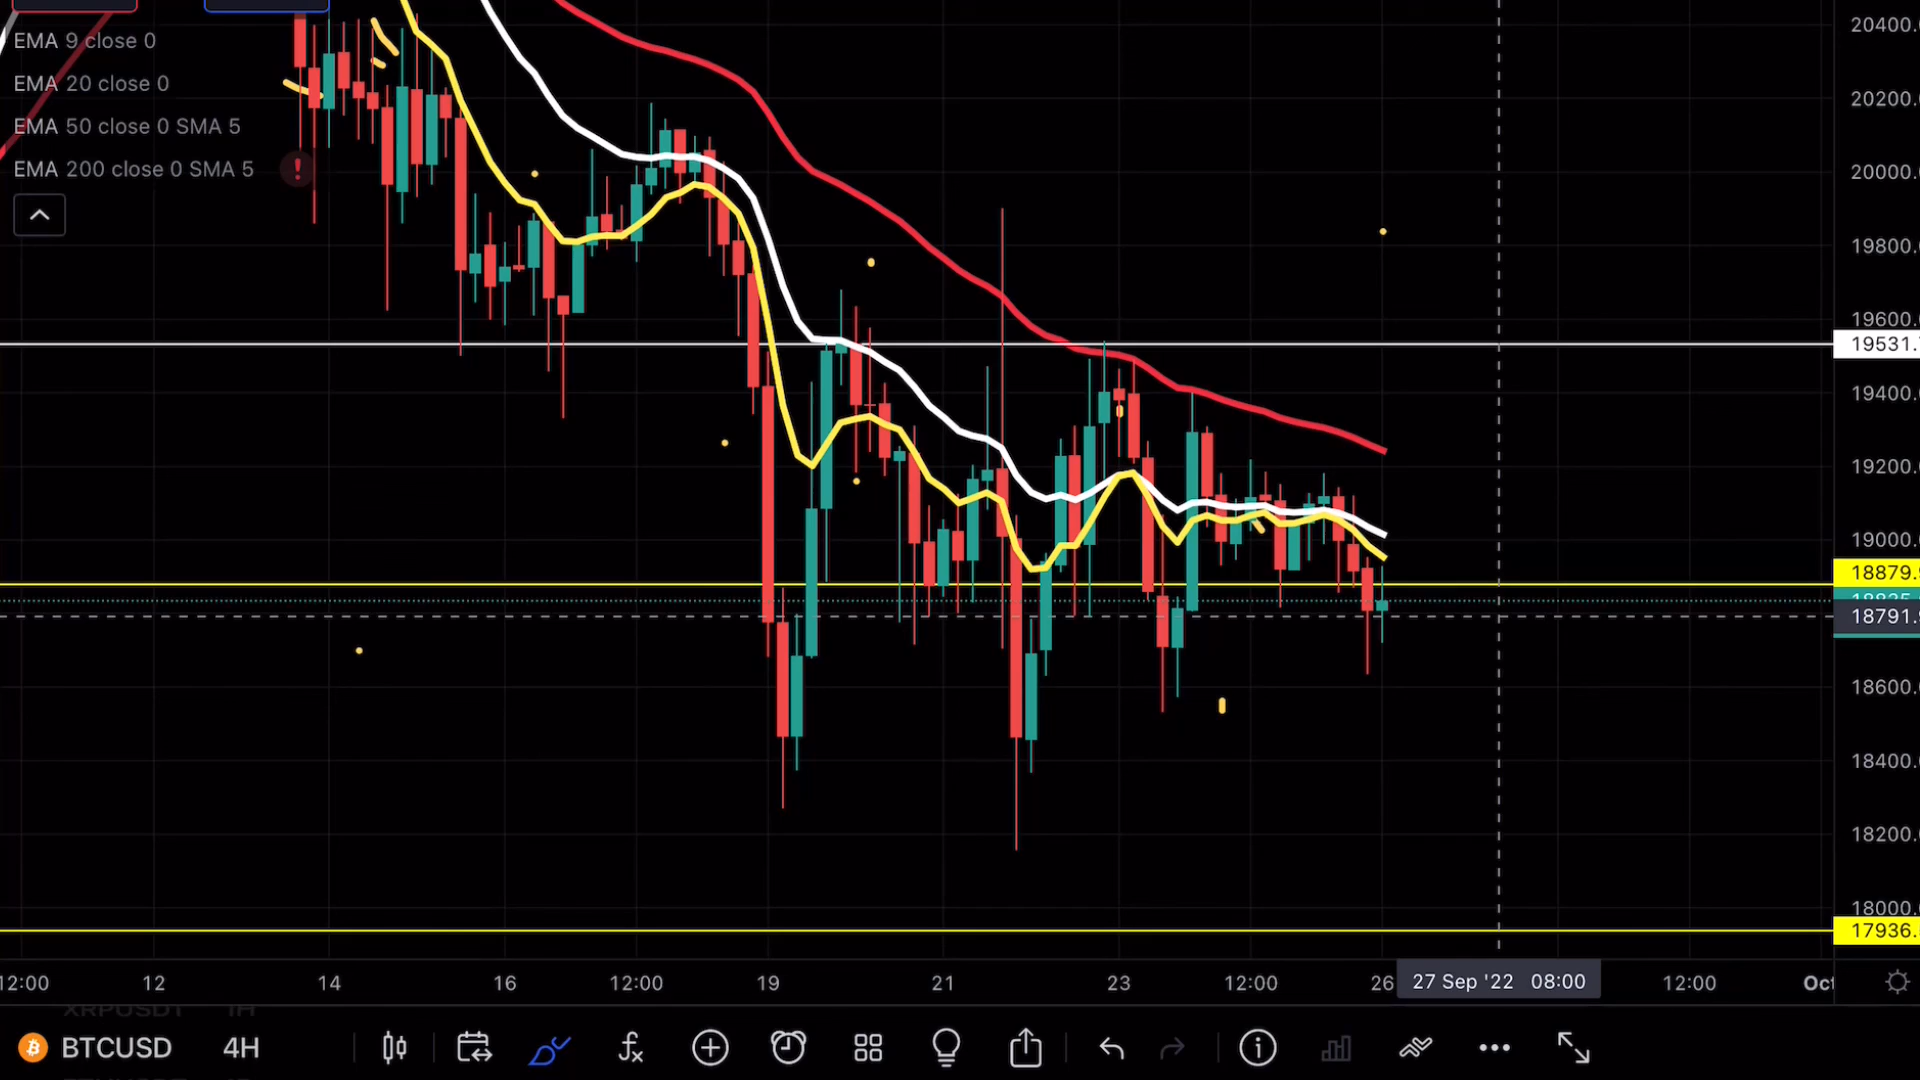 EMA 9 close 0
EMA 20 close 0
EMA 50 close 0 SMA 5
EMA 200 close 0 SMA 5
!
20400.
20200.
20000.
19800.
19600.
19531.
19400.
19200.
19000.
18879.
18791.
18600.
18400.
18200.
18000.
17936.
12:00 12 14 16 12:00 19 21 23 12:00 26 27 Sep '22 08:00 12:00 Oct
BTCUSD 4H